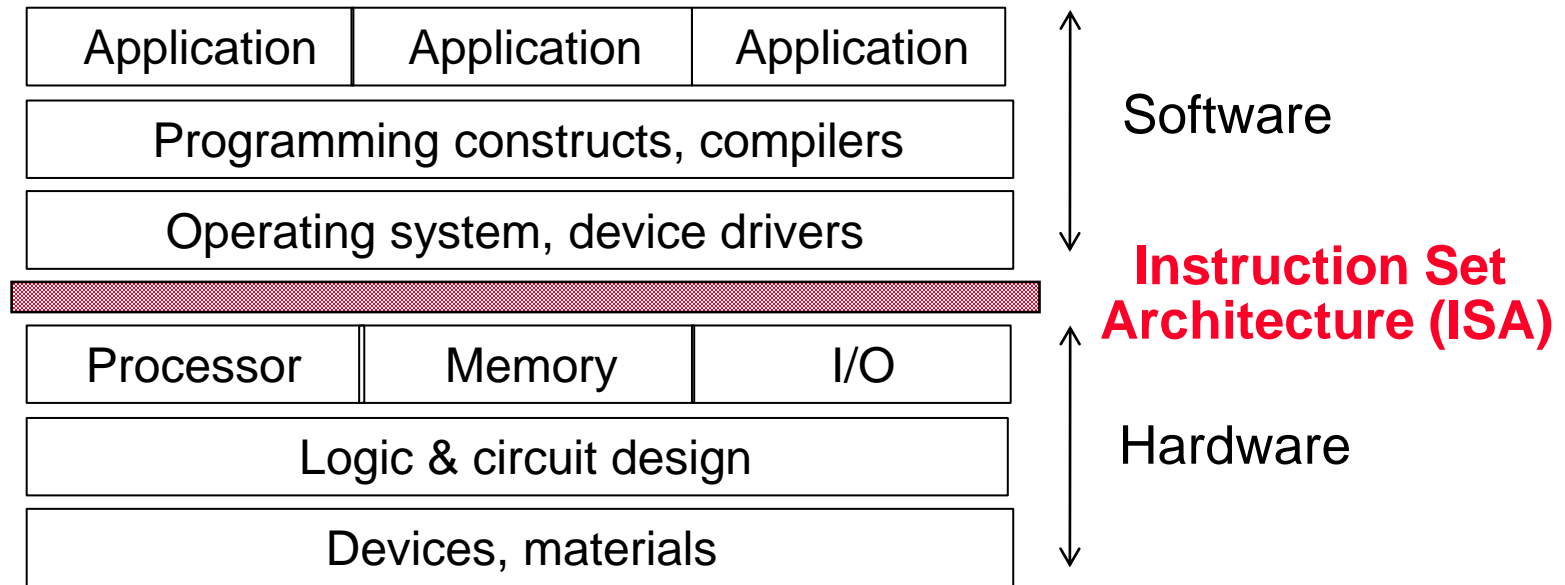 Application Application Application
Programming constructs, compilers
Operating system, device drivers
Software
Instruction Set
Architecture (ISA)
Processor Memory I/O
Logic & circuit design
Devices, materials
Hardware